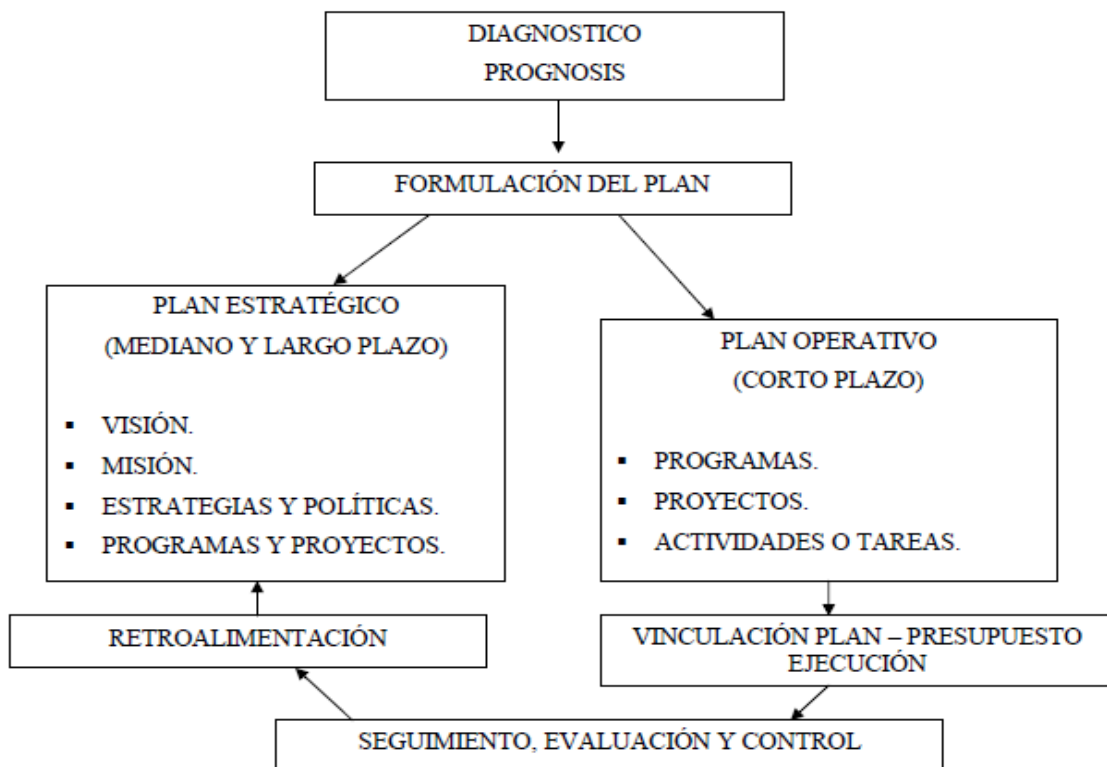 DIAGNOSTICO
PROGNOSIS
FORMULACIÓN DEL PLAN
PLAN ESTRATÉGICO
(MEDIANO Y LARGO PLAZO)
▪ VISIÓN.
▪ MISIÓN.
▪ ESTRATEGIAS Y POLÍTICAS.
▪ PROGRAMAS Y PROYECTOS.
PLAN OPERATIVO
(CORTO PLAZO)
▪ PROGRAMAS.
▪ PROYECTOS.
▪ ACTIVIDADES O TAREAS.
RETROALIMENTACIÓN
VINCULACIÓN PLAN – PRESUPUESTO
EJECUCIÓN
SEGUIMIENTO, EVALUACIÓN Y CONTROL